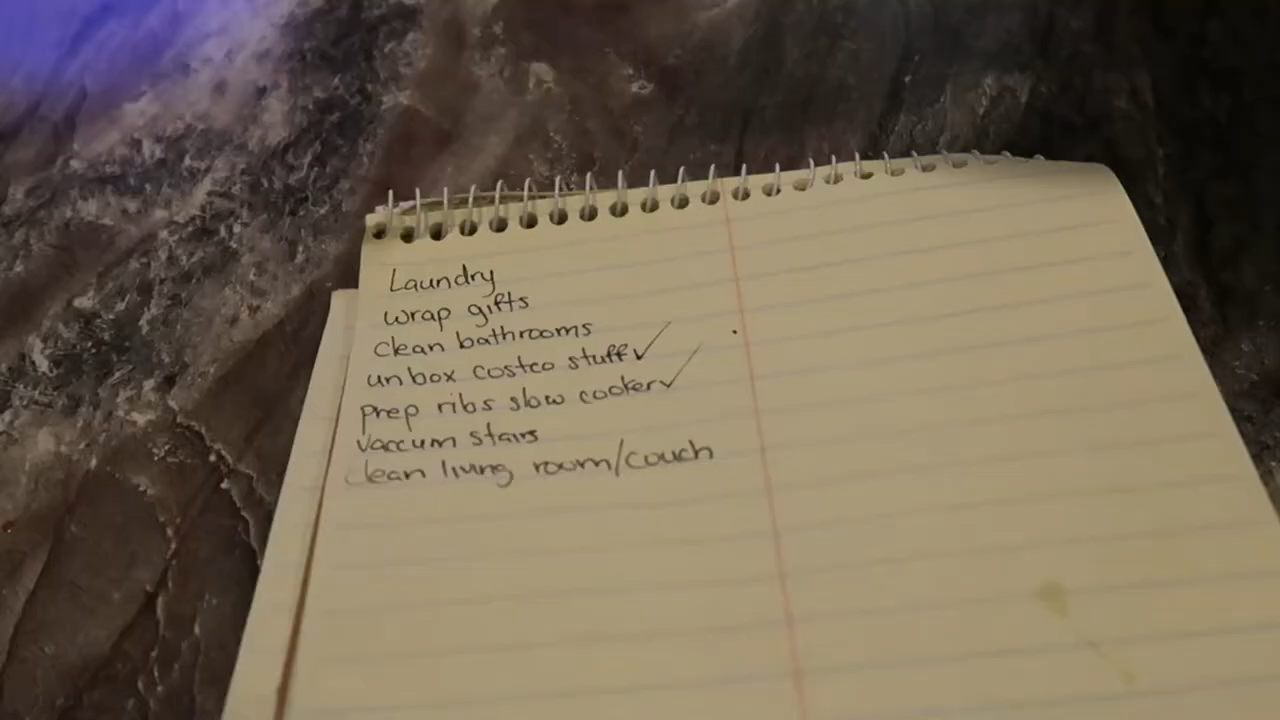 Laundry
wrap gifts
clean bathrooms
unbox costco stuff✓
prep ribs slow cooker✓
vaccum stairs
clean living room/couch